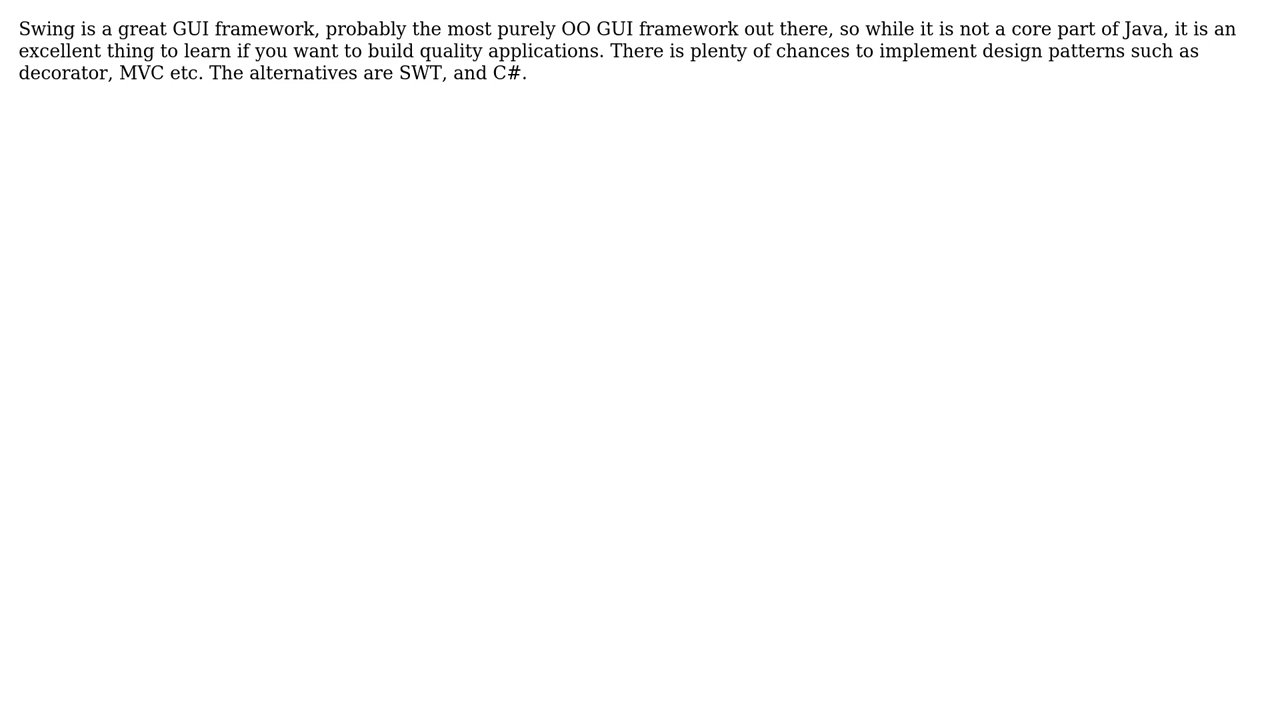 Swing is a great GUI framework, probably the most purely OO GUI framework out there, so while it is not a core part of Java, it is an
excellent thing to learn if you want to build quality applications. There is plenty of chances to implement design patterns such as
decorator, MVC etc. The alternatives are SWT, and C#.